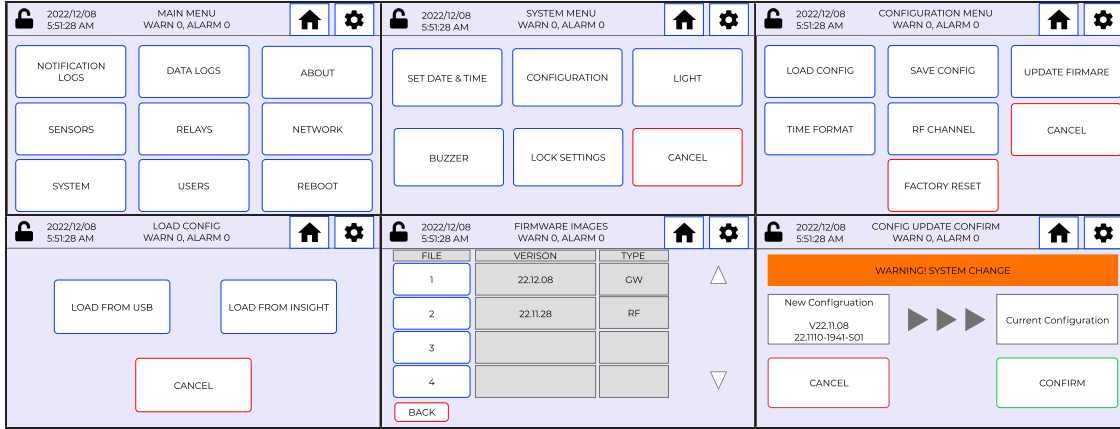 2022/12/08
5:51:28 AM
MAIN MENU
WARN 0, ALARM 0
NOTIFICATION
LOGS
DATA LOGS
ABOUT
SENSORS
RELAYS
NETWORK
SYSTEM
USERS
REBOOT
2022/12/08
5:51:28 AM
SYSTEM MENU
WARN 0, ALARM 0
SET DATE & TIME
CONFIGURATION
LIGHT
BUZZER
LOCK SETTINGS
CANCEL
2022/12/08
5:51:28 AM
CONFIGURATION MENU
WARN 0, ALARM 0
LOAD CONFIG
SAVE CONFIG
UPDATE FIRMARE
TIME FORMAT
RF CHANNEL
CANCEL
FACTORY RESET
2022/12/08
5:51:28 AM
LOAD CONFIG
WARN 0, ALARM 0
LOAD FROM USB
LOAD FROM INSIGHT
CANCEL
2022/12/08
5:51:28 AM
FIRMWARE IMAGES
WARN 0, ALARM 0
FILE VERISON TYPE
1 22.12.08 GW
2 22.11.28 RF
3
4
BACK
2022/12/08
5:51:28 AM
CONFIG UPDATE CONFIRM
WARN 0, ALARM 0
WARNING! SYSTEM CHANGE
New Configruation
V22.11.08
22.1110-1941-S01
Current Configuration
CANCEL
CONFIRM